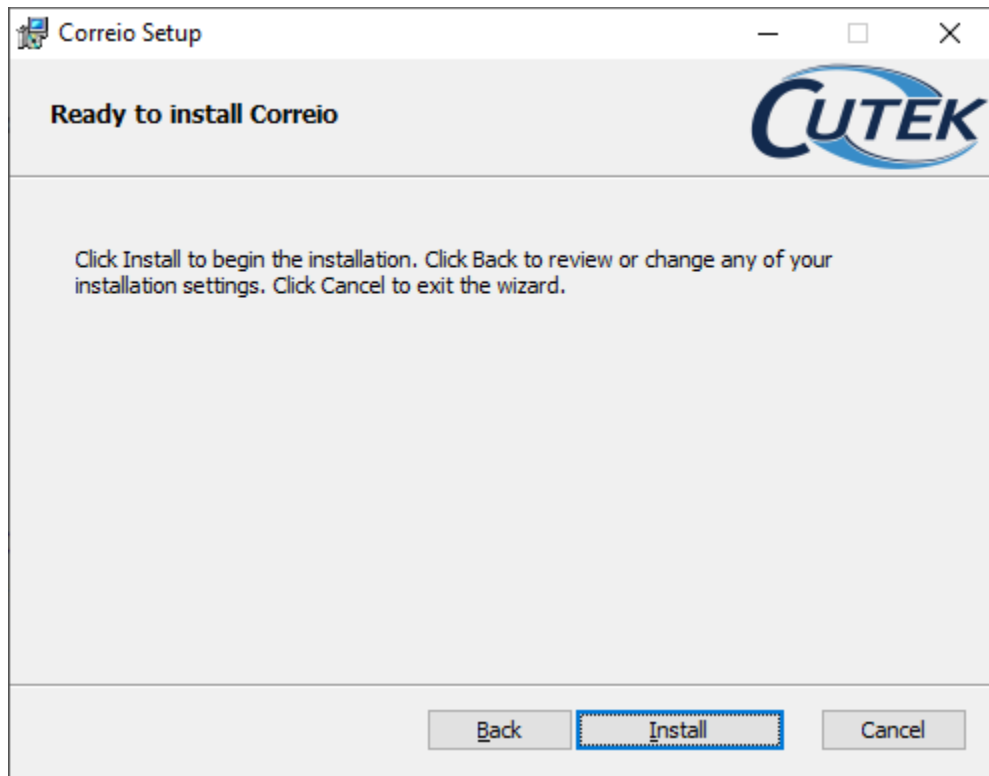 Correio Setup
Ready to install Correio
CUTEK
Click Install to begin the installation. Click Back to review or change any of your
installation settings. Click Cancel to exit the wizard.
Back
Install
Cancel